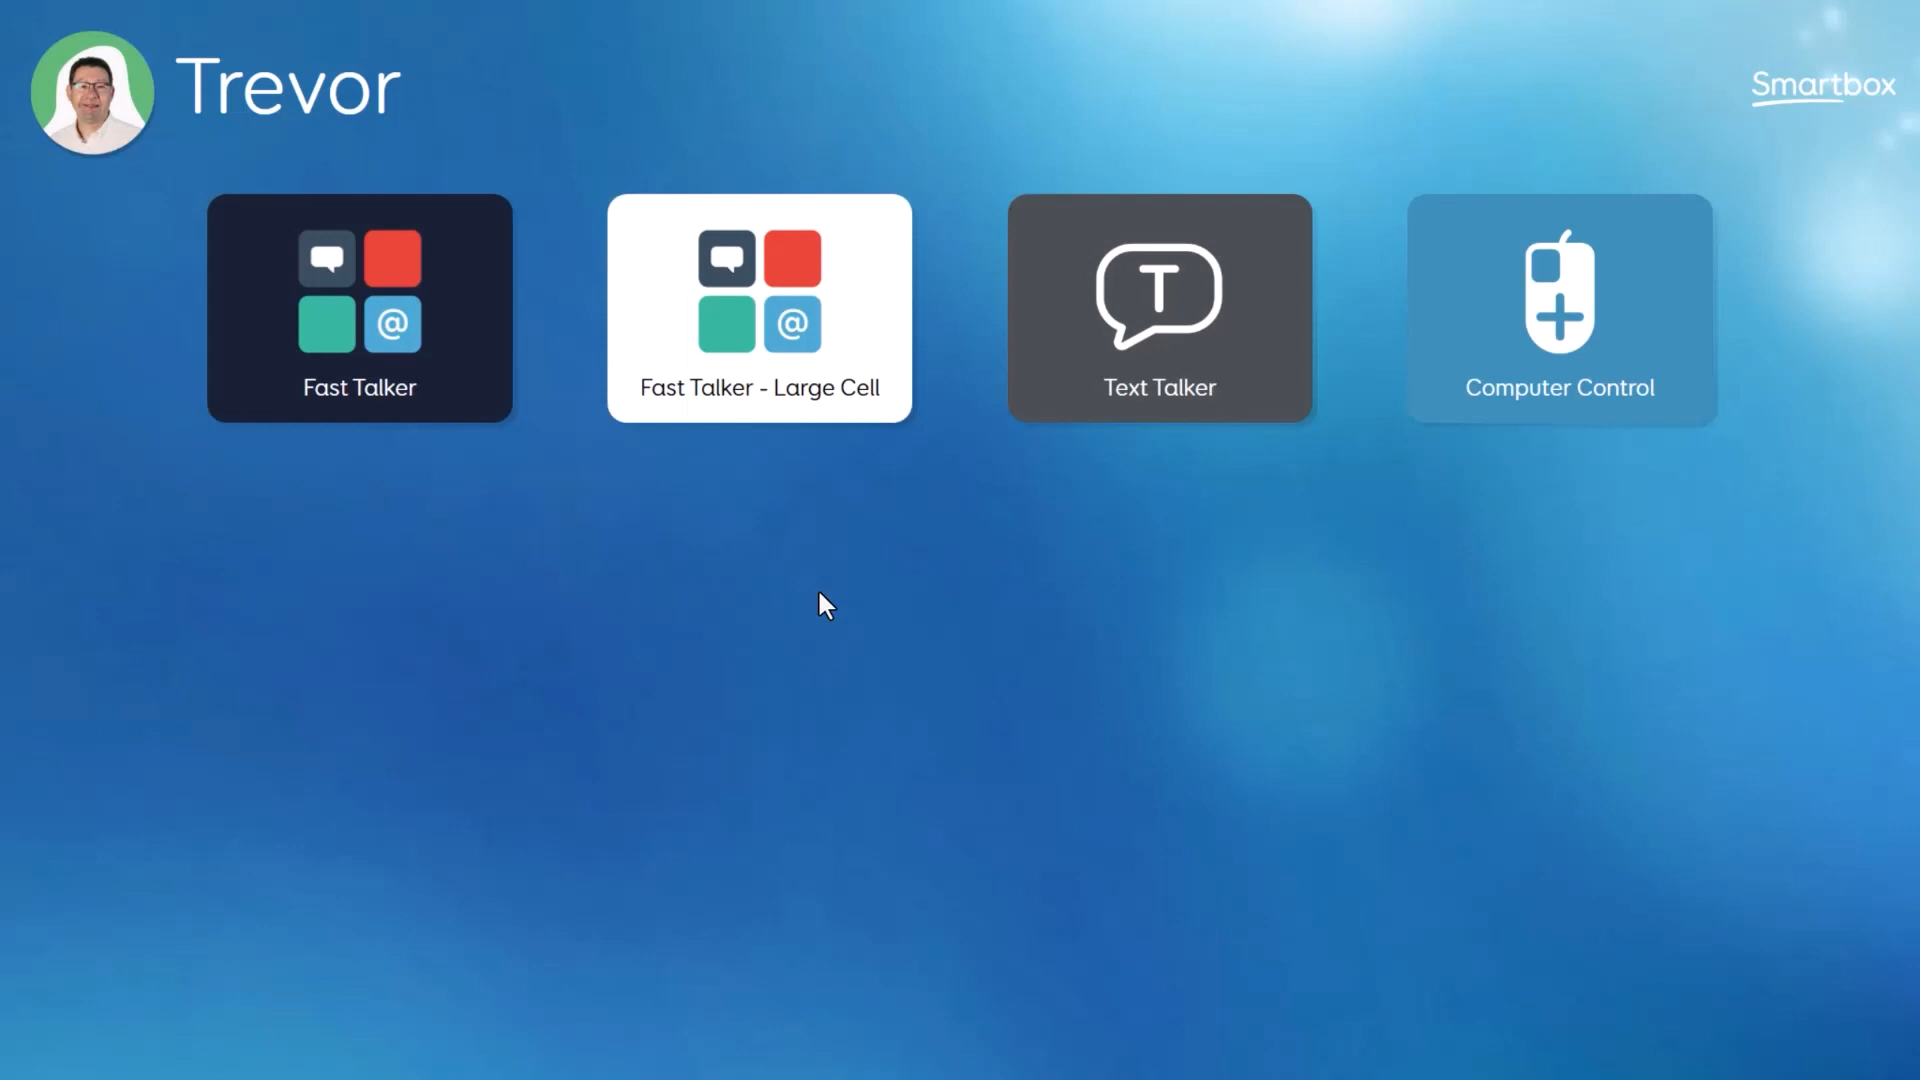 Trevor
Smartbox
@
Fast Talker
@
Fast Talker - Large Cell
T
Text Talker
Computer Control